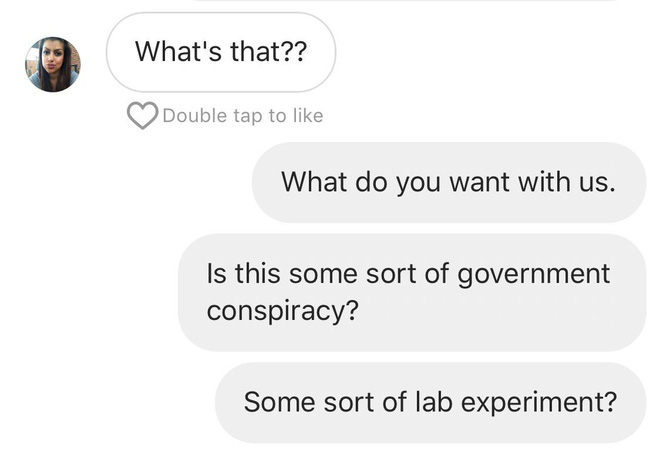 What's that??
Double tap to like
What do you want with us.
Is this some sort of government
conspiracy?
Some sort of lab experiment?